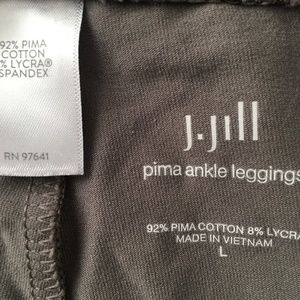 92% PIMA
COTTON
% LYCRA®
SPANDEX
RN 97641
J.Jill
pima ankle leggings
92% PIMA COTTON 8% LYCRA
MADE IN VIETNAM
L